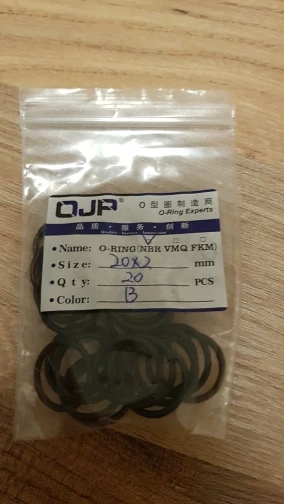 OJP
O型圈制造商
O-Ring Experts
品质·服务·创新
•Name: O-RING(NBR VMQ FKM)
•Size: 20x2 mm
•Qty: 20 PCS
•Color: B